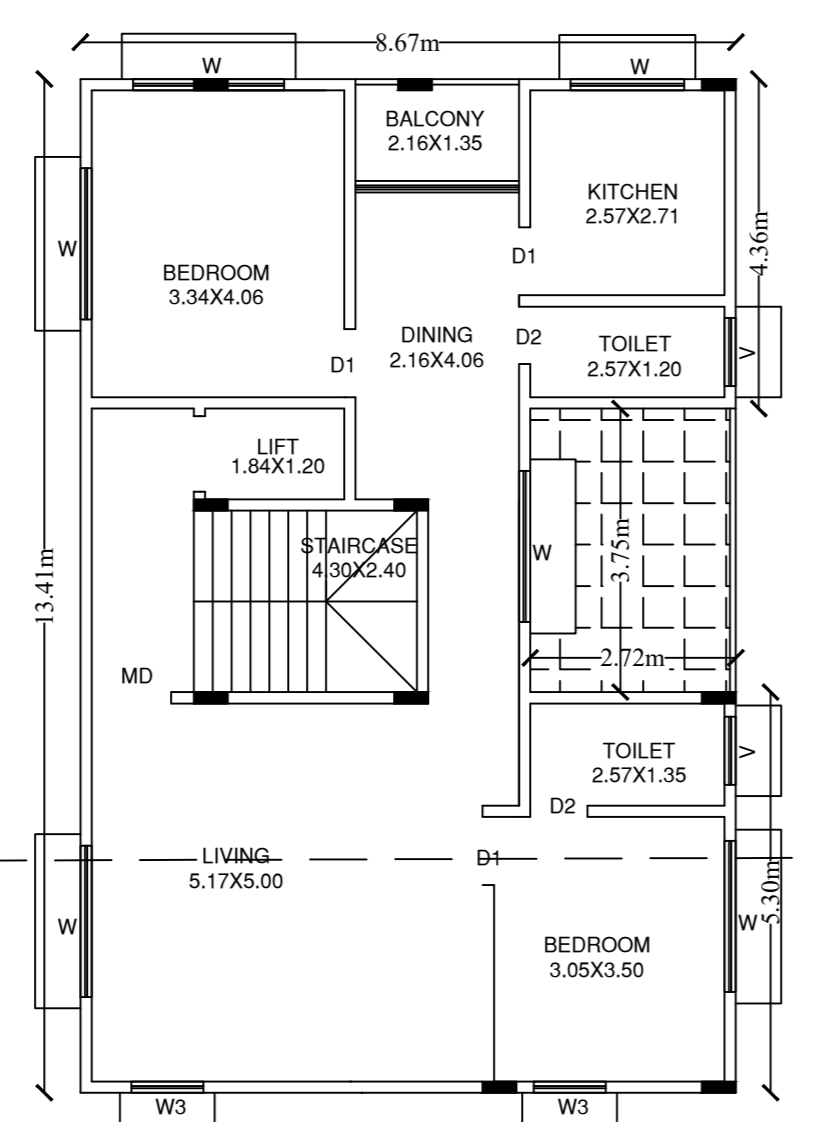 8.67m
W
W
BALCONY
2.16X1.35
KITCHEN
2.57X2.71
4.36m
W
D1
BEDROOM
3.34X4.06
DINING
2.16X4.06
D2
TOILET
2.57X1.20
V
D1
LIFT
1.84X1.20
STAIRCASE
4.30X2.40
W
3.75m
13.41m
2.72m
MD
TOILET
2.57X1.35
V
D2
LIVING
5.17X5.00
D1
W
W
5.30m
BEDROOM
3.05X3.50
W3
W3